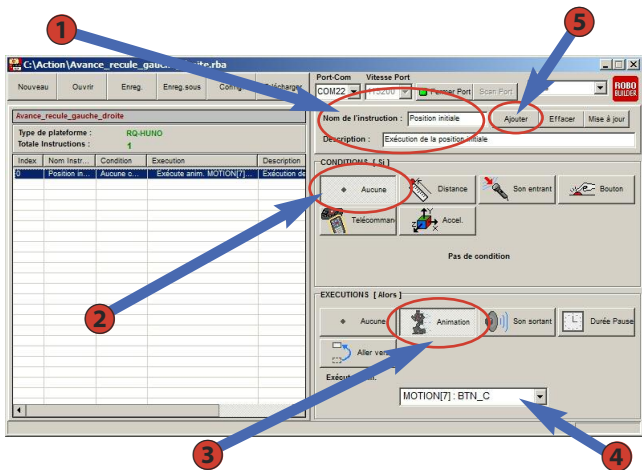 1
5
C:\Action\Avance_recule_gauche_droite.rba
Nouveau Ouvrir Enreg. Enreg.sous Config. Télécharger
Port-Com Vitesse Port
COM22 115200 Fermer Port Scan Port
ROBO BUILDER
Avance_recule_gauche_droite
Type de plateforme : RQ-HUNO
Totale Instructions : 1
Nom de l'instruction : Position initiale Ajouter Effacer Mise à jour
Description : Exécution de la position initiale
Index Nom Instr... Condition Execution Description
0 Position in... Aucune c... Exécute anim. MOTION[7]... Exécution de
CONDITIONS [ Si ]
Aucune Distance Son entrant Bouton
Télécomman Accel.
Pas de condition
2
EXECUTIONS [ Alors ]
Aucune Animation Son sortant Durée Pause
Aller vers
MOTION[7] : BTN_C
3
4